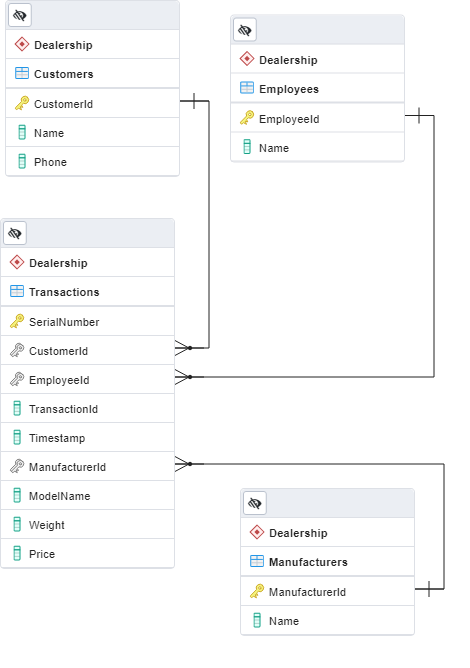 Dealership
Customers
CustomerId
Name
Phone
Dealership
Employees
EmployeeId
Name
Dealership
Transactions
SerialNumber
CustomerId
EmployeeId
TransactionId
Timestamp
ManufacturerId
ModelName
Weight
Price
Dealership
Manufacturers
ManufacturerId
Name